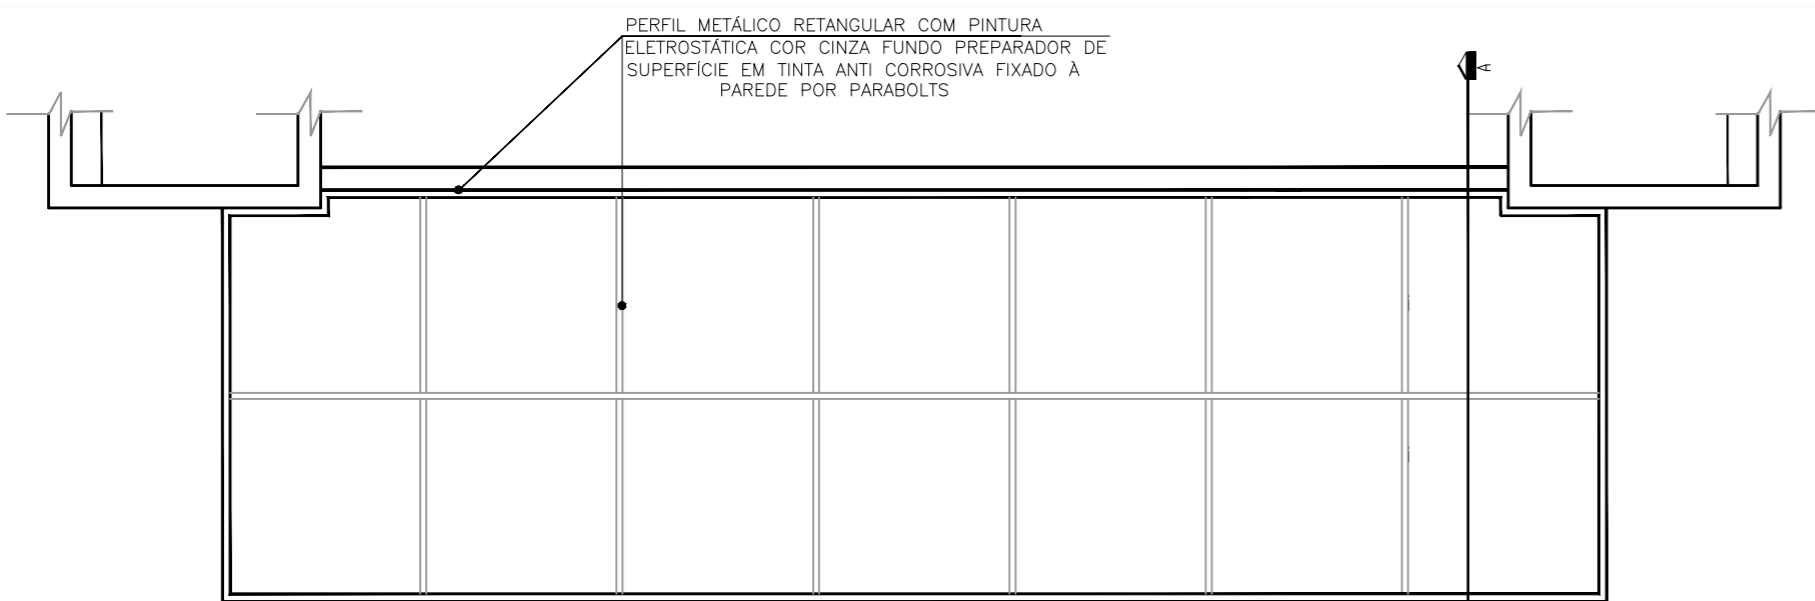 PERFIL METÁLICO RETANGULAR COM PINTURA
ELETROSTÁTICA COR CINZA FUNDO PREPARADOR DE
SUPERFÍCIE EM TINTA ANTI CORROSIVA FIXADO À
PAREDE POR PARABOLTS
A